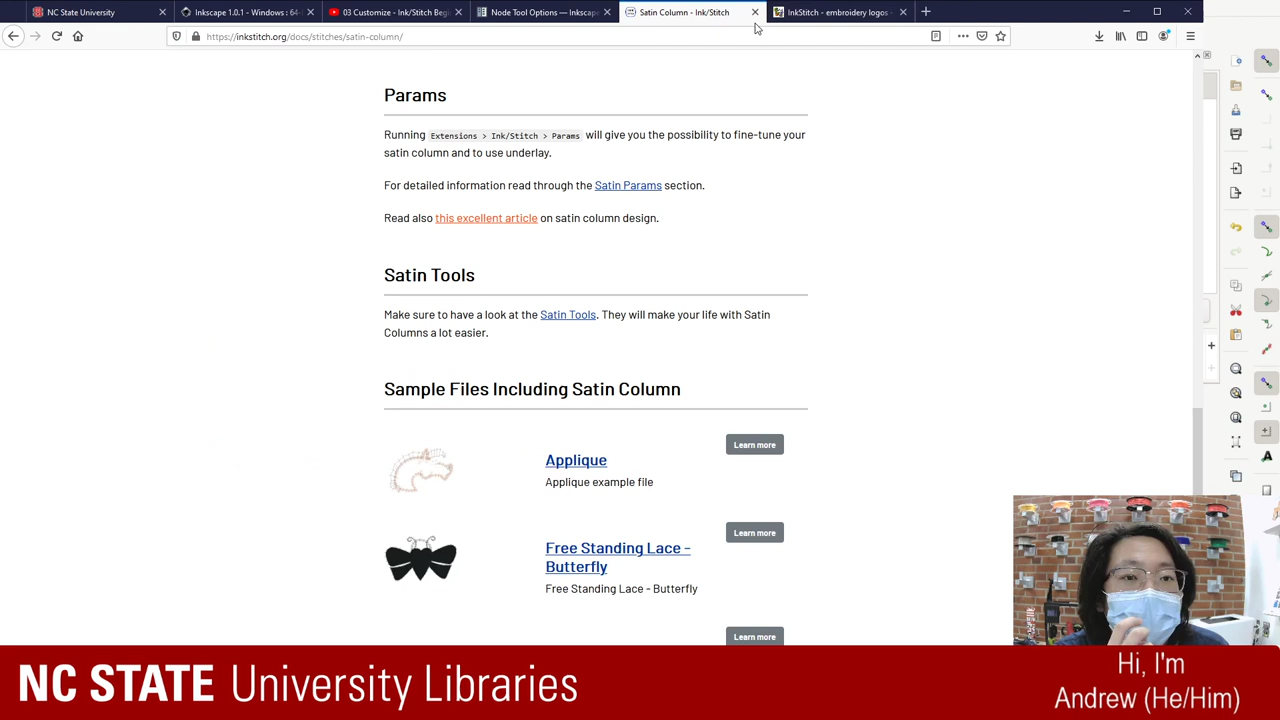 NC State University
Inkscape 1.0.1 - Windows : 64-
03 Customize - Ink/Stitch Begi
Node Tool Options — Inkscape
Satin Column - Ink/Stitch
InkStitch - embroidery logos
https://inkstitch.org/docs/stitches/satin-column/
Params
Running Extensions > Ink/Stitch > Params will give you the possibility to fine-tune your
satin column and to use underlay.
For detailed information read through the Satin Params section.
Read also this excellent article on satin column design.
Satin Tools
Make sure to have a look at the Satin Tools. They will make your life with Satin
Columns a lot easier.
Sample Files Including Satin Column
Learn more
Applique
Applique example file
Learn more
Free Standing Lace -
Butterfly
Free Standing Lace - Butterfly
Learn more
NC STATE University Libraries
Hi, I'm
Andrew (He/Him)